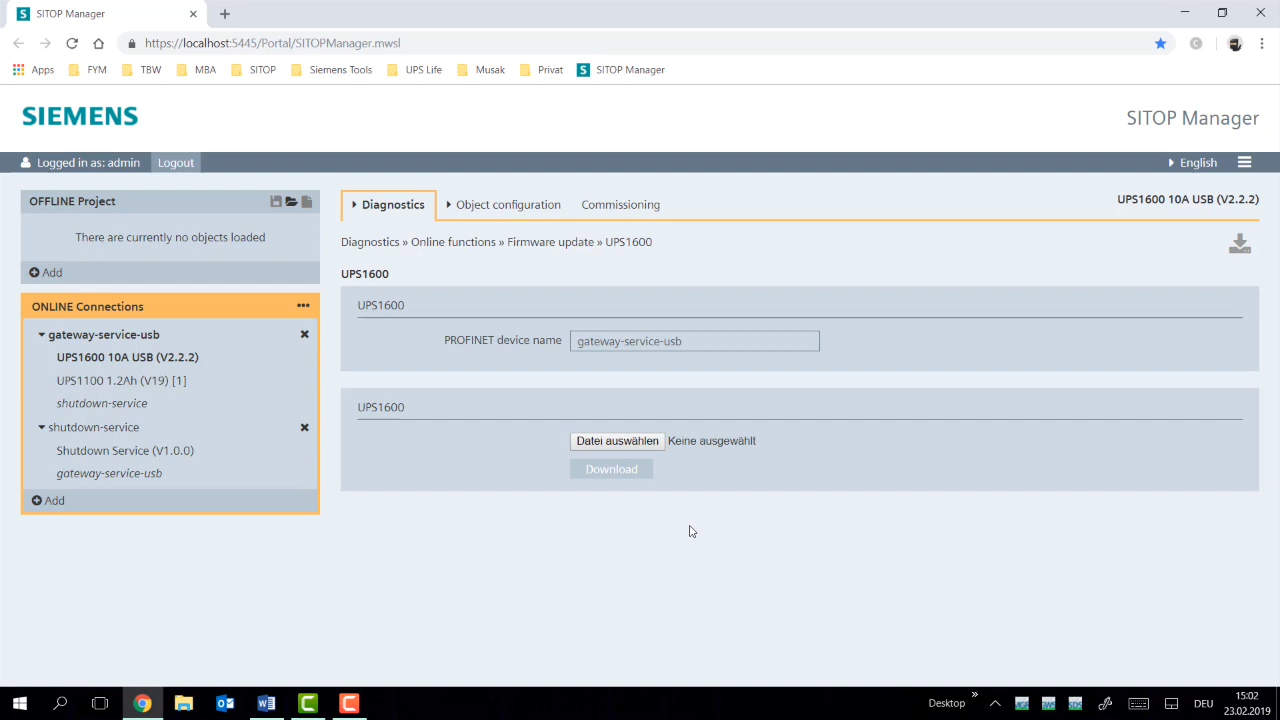 SITOP Manager
https://localhost:5445/Portal/SITOPManager.mwsl
Apps FYM TBW MBA SITOP Siemens Tools UPS Life Musak Privat SITOP Manager
SIEMENS
SITOP Manager
Logged in as: admin Logout English
OFFLINE Project
There are currently no objects loaded
Add
ONLINE Connections
gateway-service-usb
UPS1600 10A USB (V2.2.2)
UPS1100 1.2Ah (V19) [1]
shutdown-service
shutdown-service
Shutdown Service (V1.0.0)
gateway-service-usb
Add
Diagnostics Object configuration Commissioning
UPS1600 10A USB (V2.2.2)
Diagnostics » Online functions » Firmware update » UPS1600
UPS1600
UPS1600
PROFINET device name gateway-service-usb
UPS1600
Datei auswählen Keine ausgewählt
Download
Desktop DEU 15:02
23.02.2019